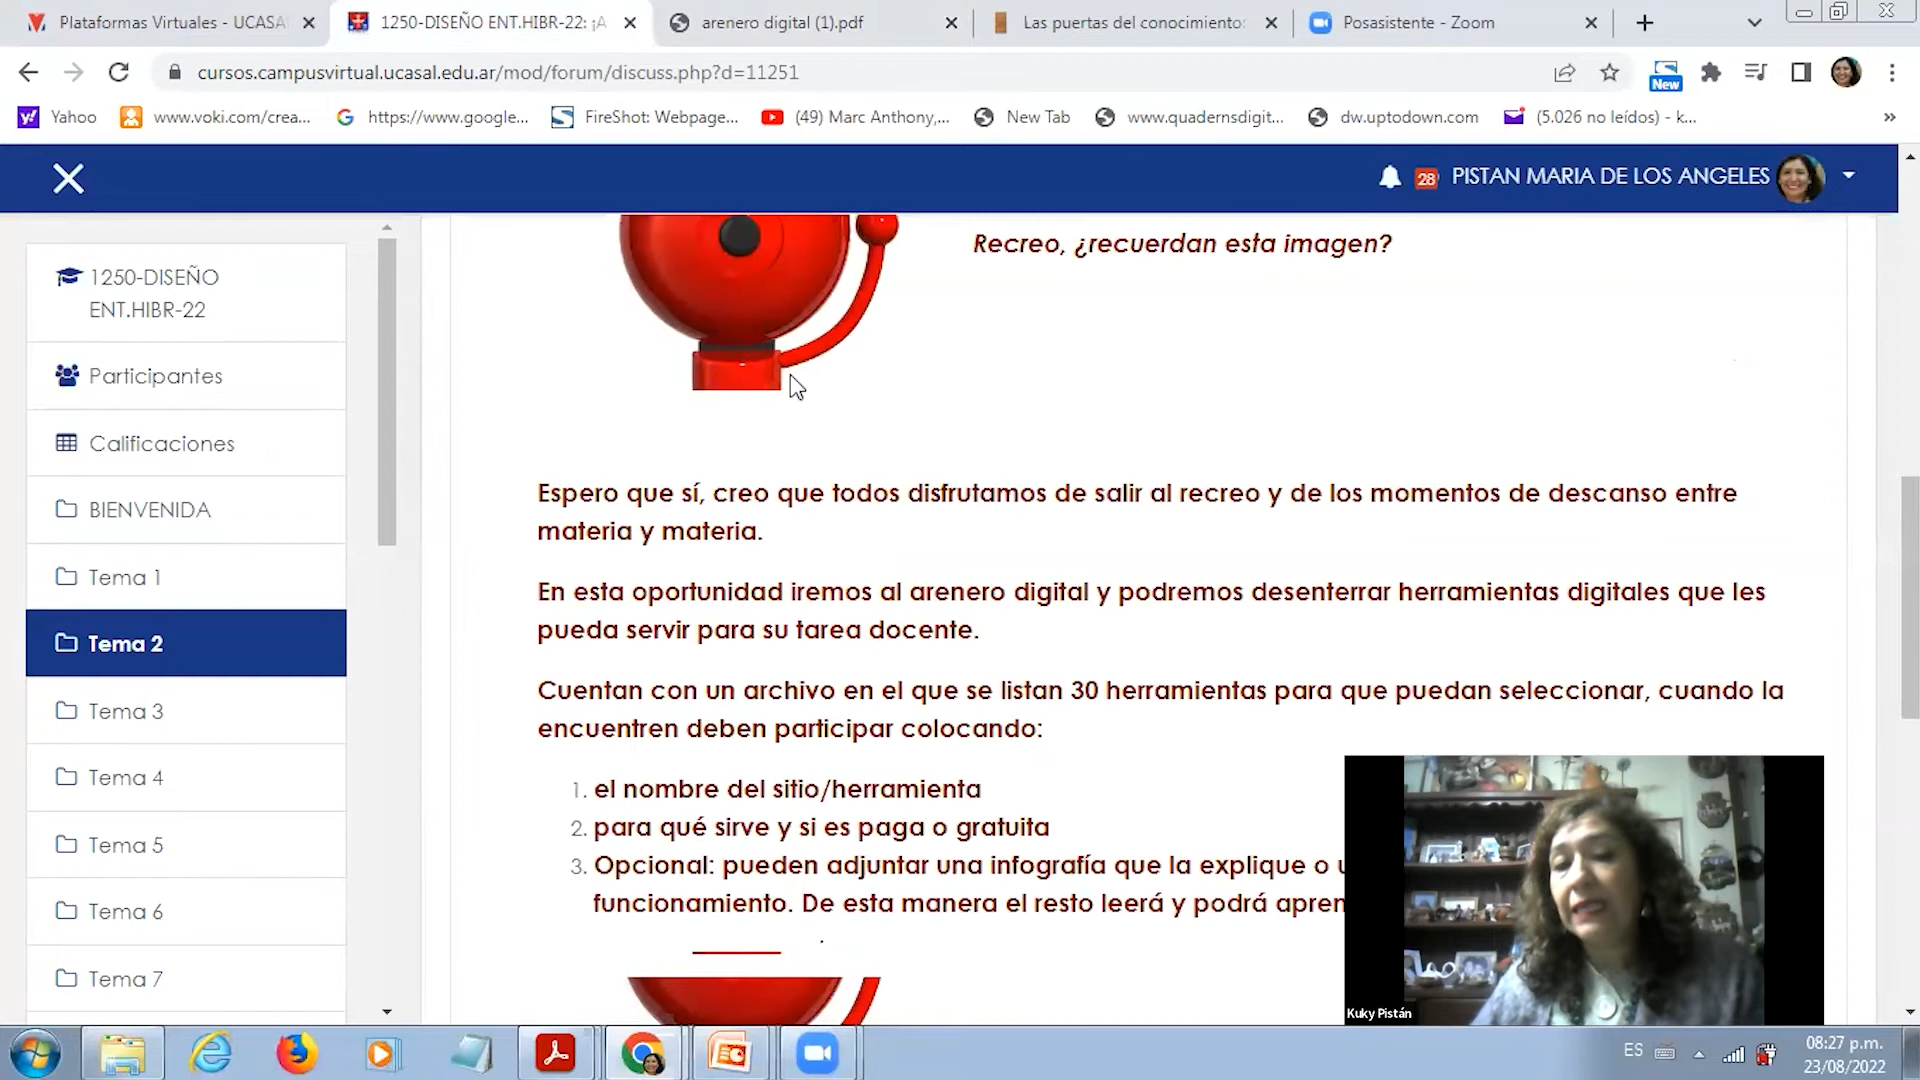 Plataformas Virtuales - UCASA
1250-DISEÑO ENT.HIBR-22: ¡A
arenero digital (1).pdf
Las puertas del conocimiento
Posasistente - Zoom
cursos.campusvirtual.ucasal.edu.ar/mod/forum/discuss.php?d=11251
New
Yahoo
www.voki.com/crea...
https://www.google...
FireShot: Webpage...
(49) Marc Anthony,...
New Tab
www.quadernsdigit...
dw.uptodown.com
(5.026 no leídos) - k...
»
28
PISTAN MARIA DE LOS ANGELES
1250-DISEÑO
ENT.HIBR-22
Participantes
Calificaciones
BIENVENIDA
Tema 1
Tema 2
Tema 3
Tema 4
Tema 5
Tema 6
Tema 7
Recreo, ¿recuerdan esta imagen?
Espero que sí, creo que todos disfrutamos de salir al recreo y de los momentos de descanso entre
materia y materia.
En esta oportunidad iremos al arenero digital y podremos desenterrar herramientas digitales que les
pueda servir para su tarea docente.
Cuentan con un archivo en el que se listan 30 herramientas para que puedan seleccionar, cuando la
encuentren deben participar colocando:
1. el nombre del sitio/herramienta
2. para qué sirve y si es paga o gratuita
3. Opcional: pueden adjuntar una infografía que la explique o u
funcionamiento. De esta manera el resto leerá y podrá apren
Kuky Pistán
ES
08:27 p.m.
23/08/2022